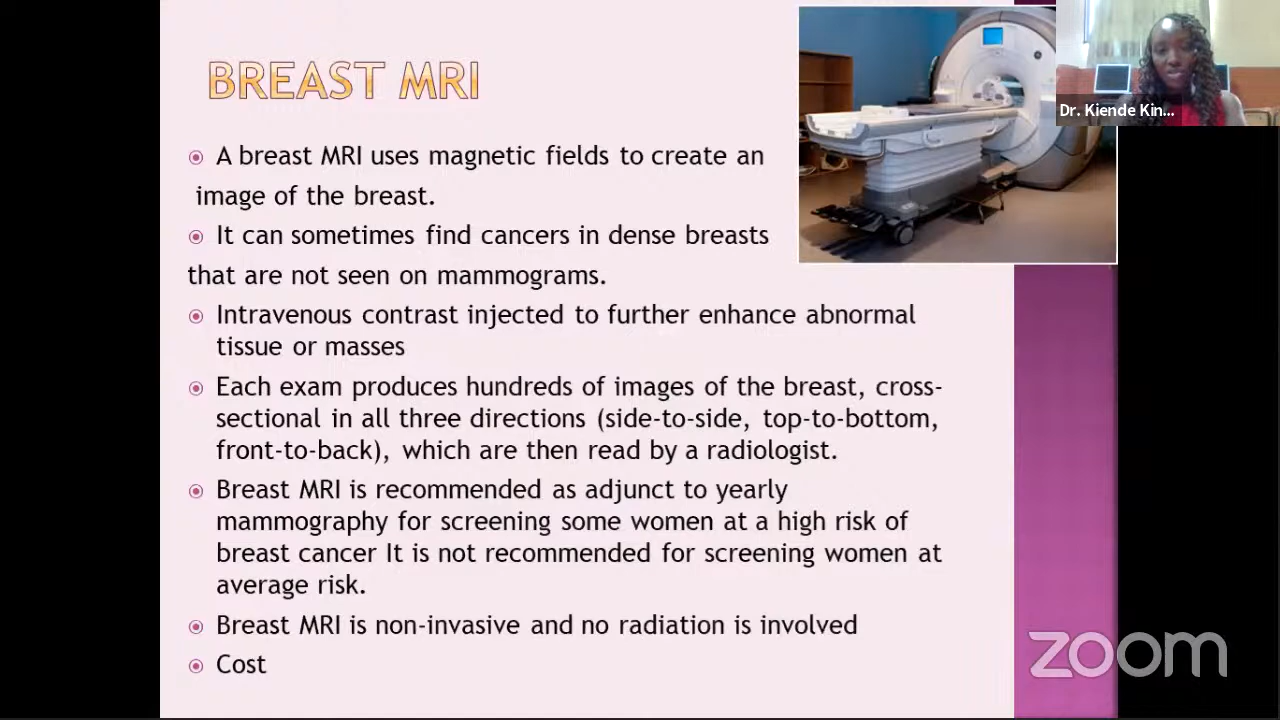 BREAST MRI
Dr. Kiende Kin...
A breast MRI uses magnetic fields to create an
image of the breast.
It can sometimes find cancers in dense breasts
that are not seen on mammograms.
Intravenous contrast injected to further enhance abnormal
tissue or masses
Each exam produces hundreds of images of the breast, cross-
sectional in all three directions (side-to-side, top-to-bottom,
front-to-back), which are then read by a radiologist.
Breast MRI is recommended as adjunct to yearly
mammography for screening some women at a high risk of
breast cancer It is not recommended for screening women at
average risk.
Breast MRI is non-invasive and no radiation is involved
Cost
zoom